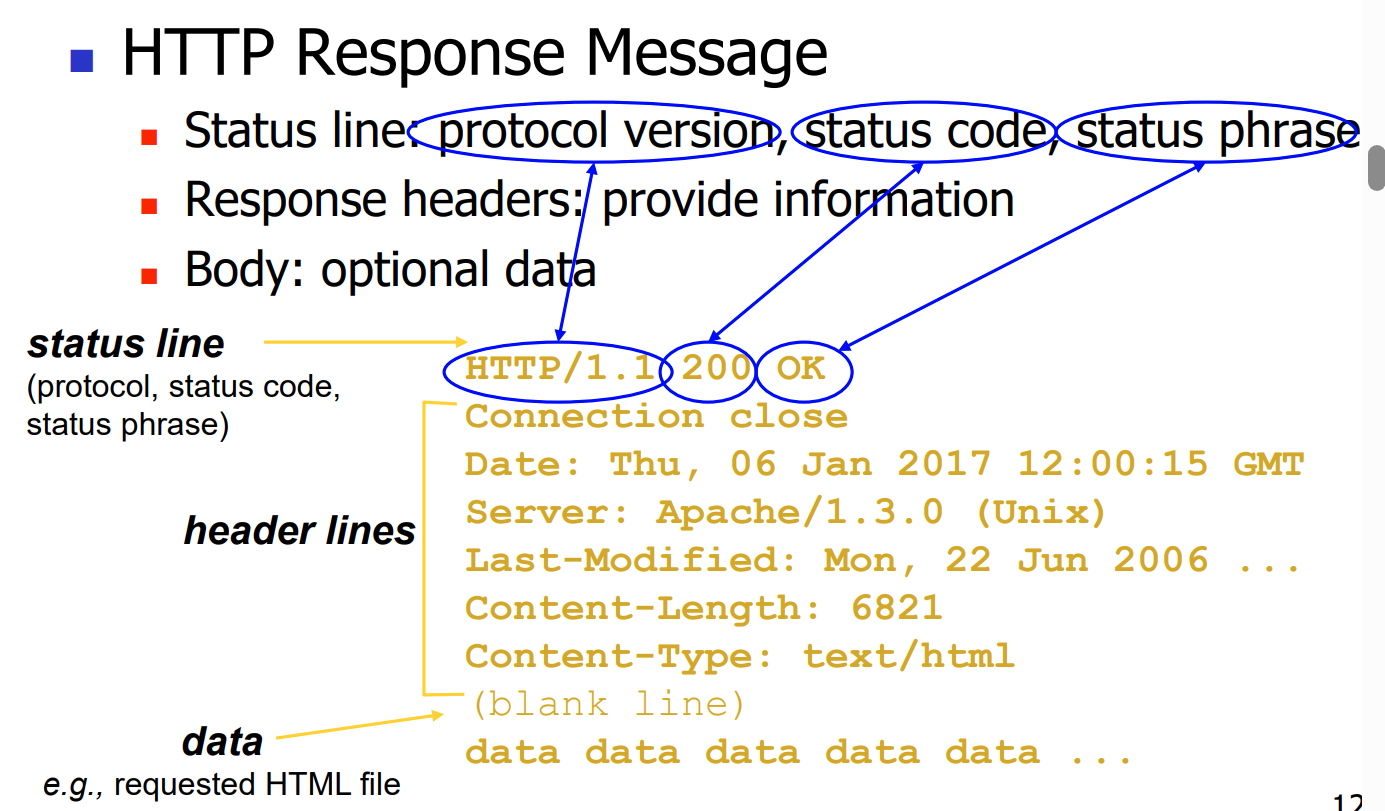 HTTP Response Message
Status line: protocol version, status code, status phrase
Response headers: provide information
Body: optional data
status line
(protocol, status code,
status phrase)
HTTP/1.1 200 OK
Connection close
Date: Thu, 06 Jan 2017 12:00:15 GMT
Server: Apache/1.3.0 (Unix)
header lines
Last-Modified: Mon, 22 Jun 2006 ...
Content-Length: 6821
Content-Type: text/html
(blank line)
data
e.g., requested HTML file
data data data data data ...
12